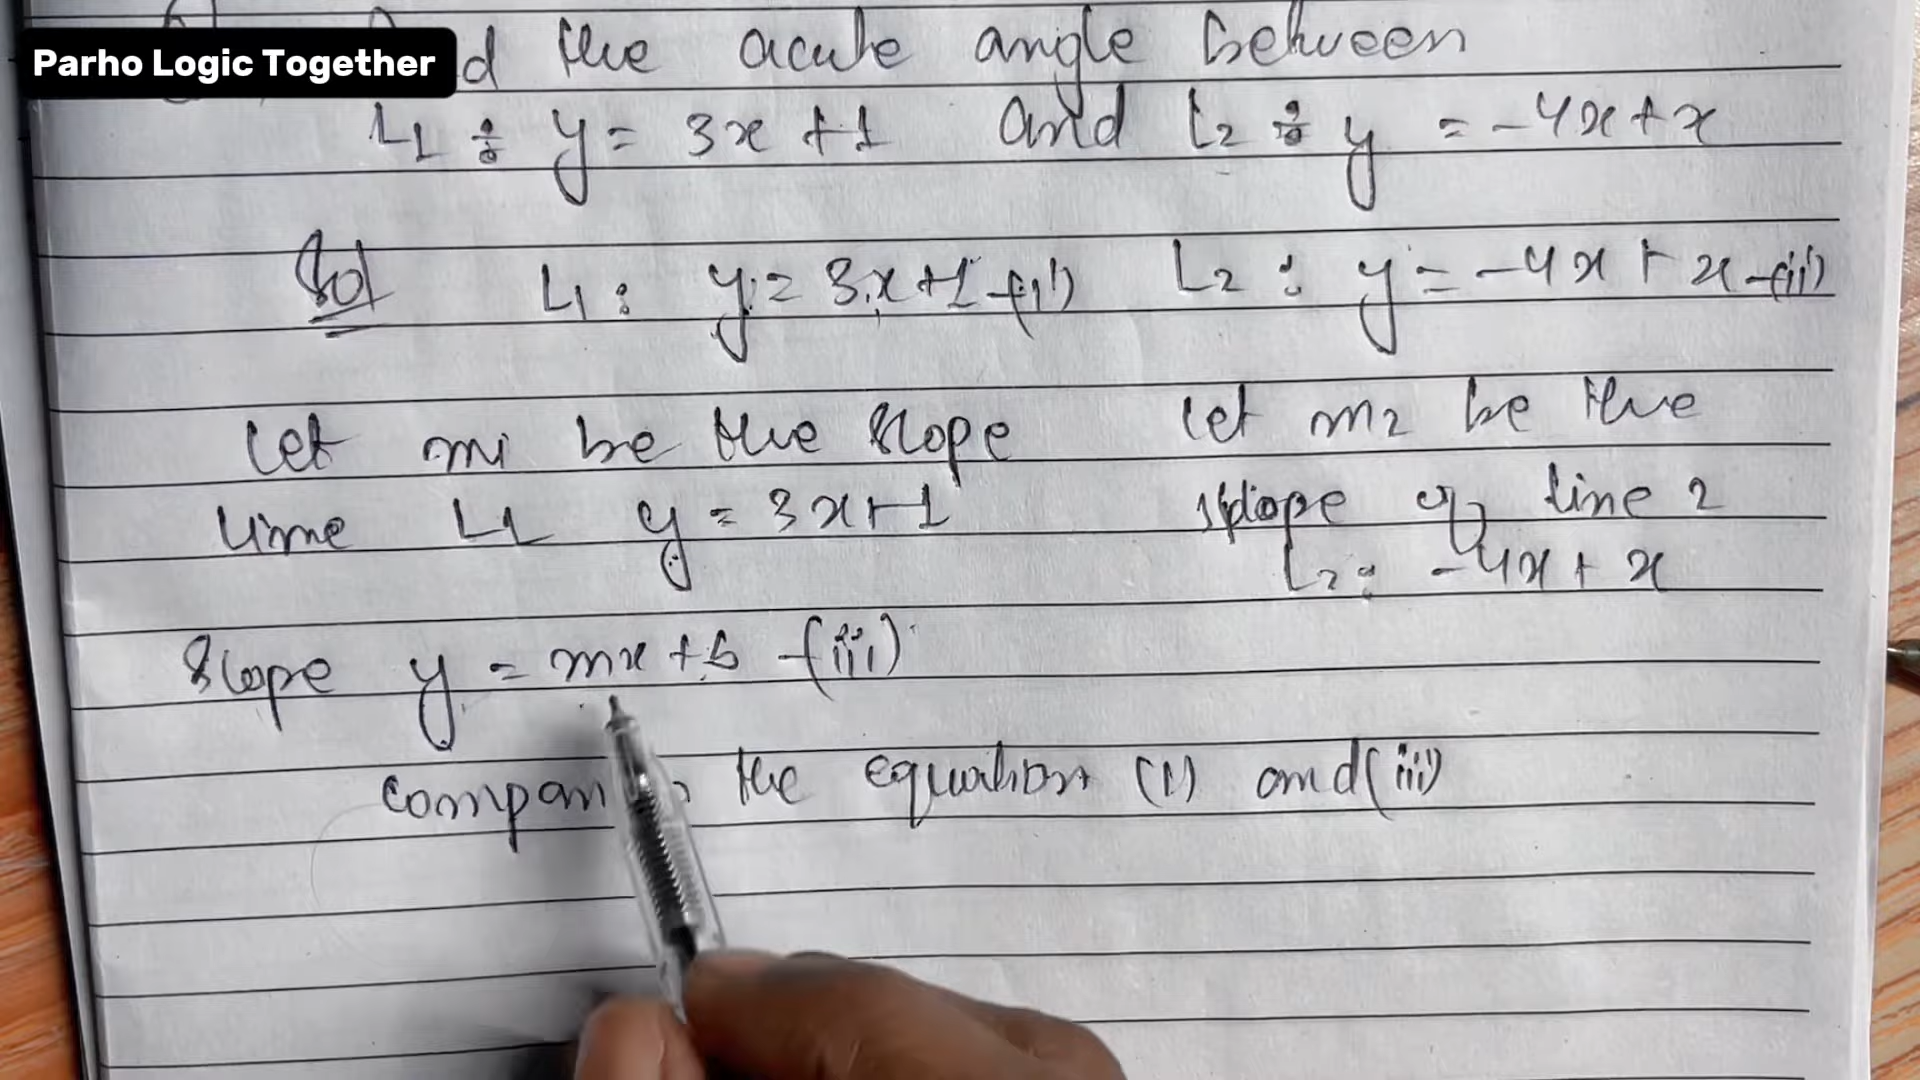 Parho Logic Together
d the acute angle between
L1 : y = 3x + 1 and L2 : y = -4x + x
Sol L1 : y = 3x + 1 -(i) L2 : y = -4x + x -(ii)
Let m1 be the slope
line L1 y = 3x + 1
let m2 be the
slope of line 2
L2 : -4x + x
Slope y = mx + b -(iii)
the equation (i) and (iii)